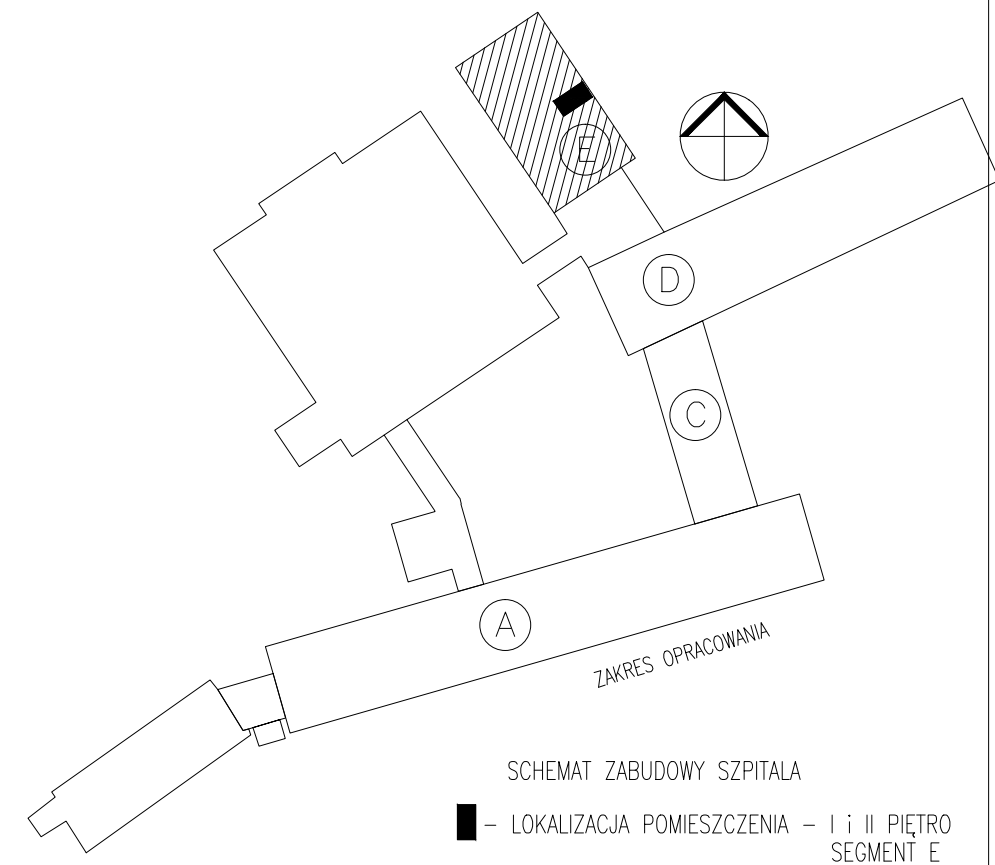 E
D
C
A
ZAKRES OPRACOWANIA
SCHEMAT ZABUDOWY SZPITALA
– LOKALIZACJA POMIESZCZENIA – I i II PIĘTRO
SEGMENT E